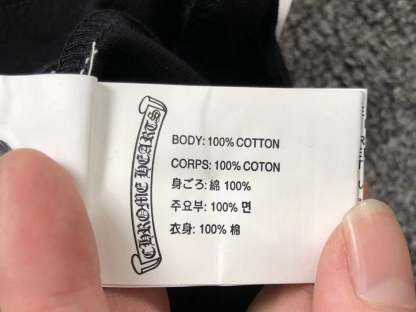 CHROME HEARTS
BODY: 100% COTTON
CORPS: 100% COTON
身ごろ: 綿 100%
주요부: 100% 면
衣身: 100% 棉